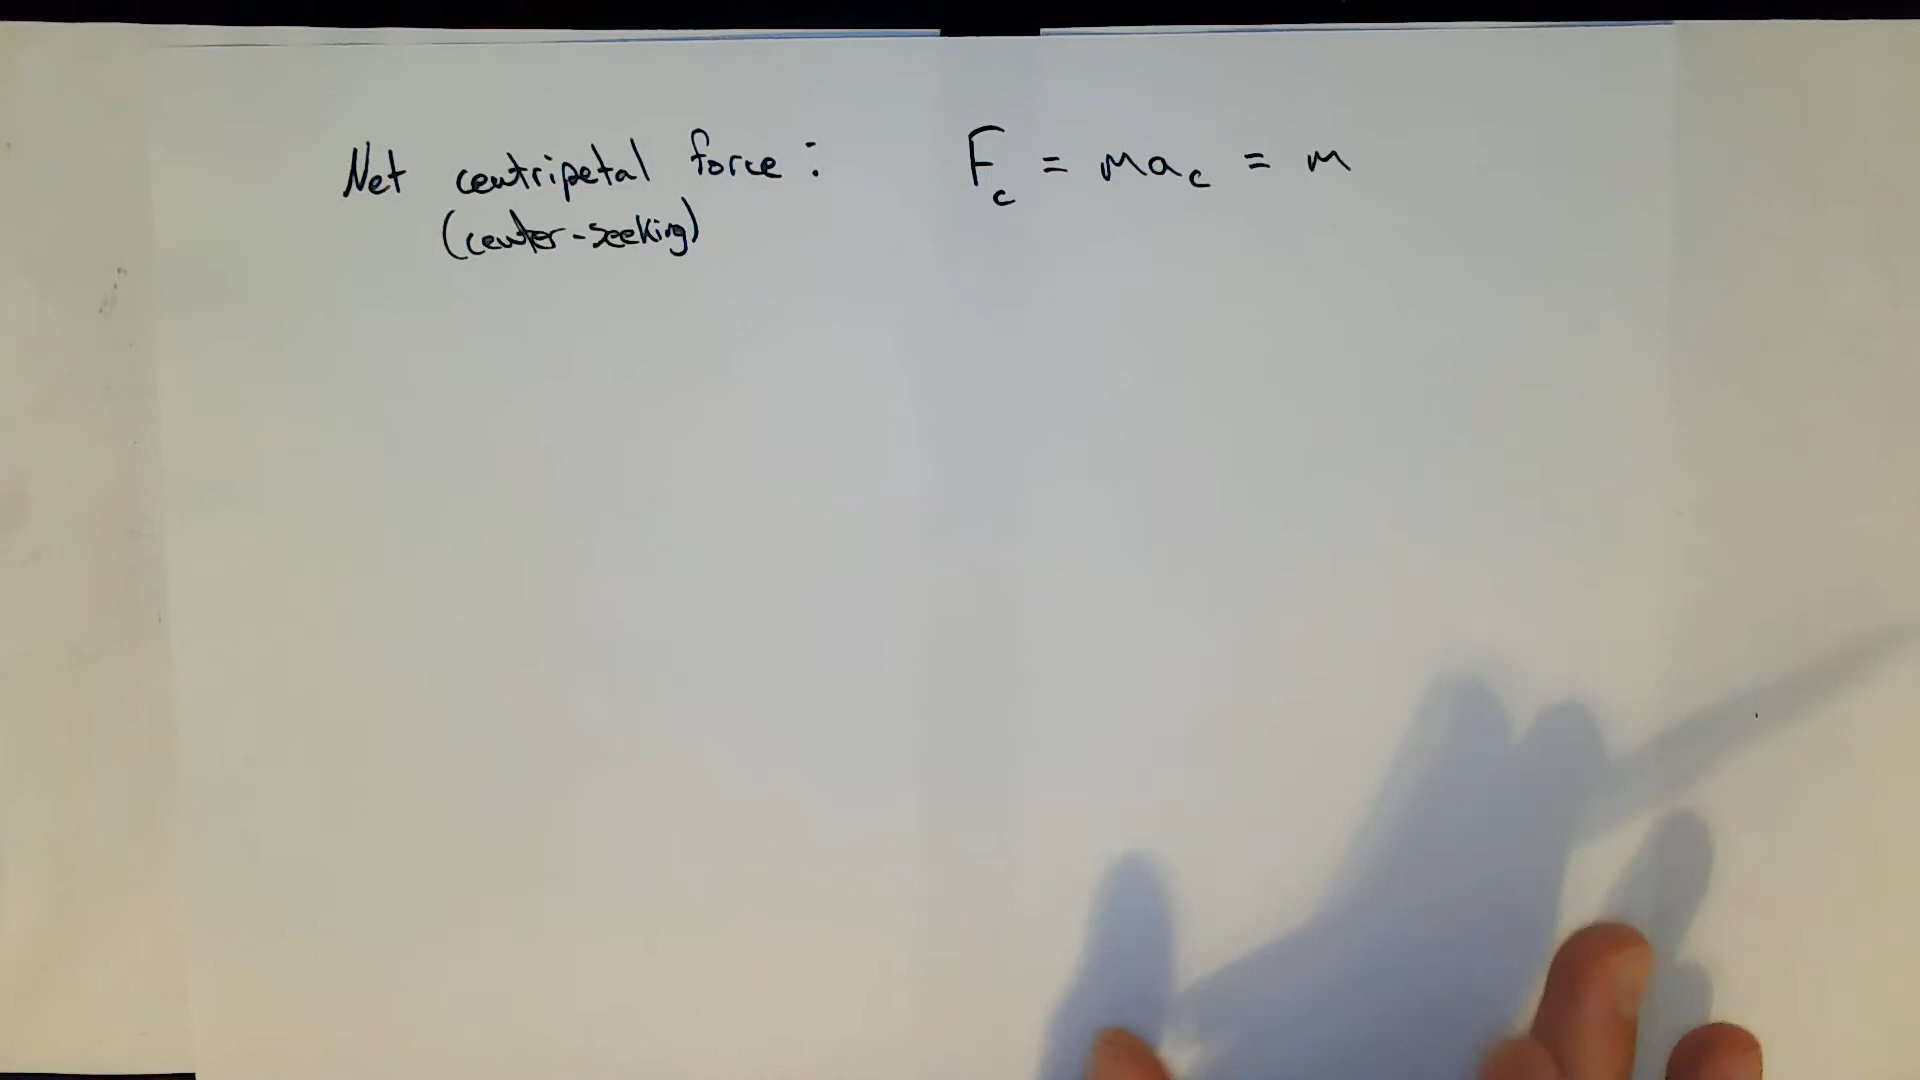 Net centripetal force : F_c = ma_c = m
(center-seeking)